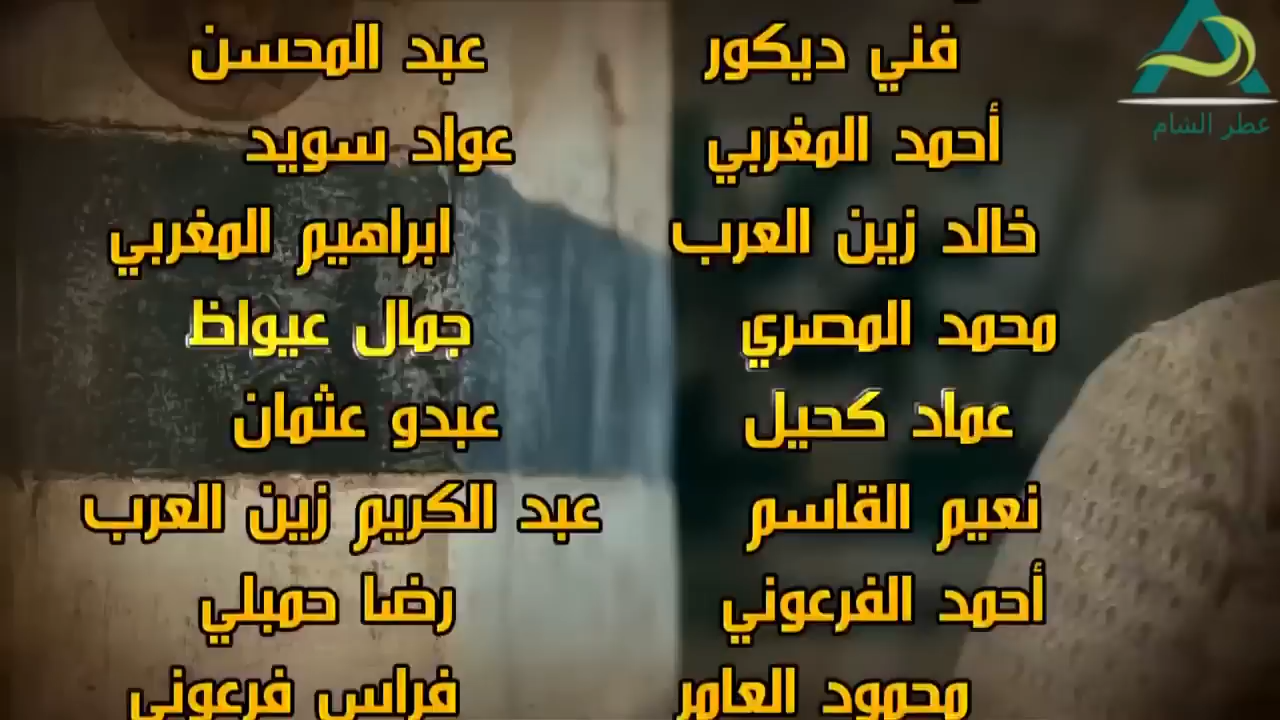 فني ديكور عبد المحسن
أحمد المغربي عواد سويد
خالد زين العرب ابراهيم المغربي
محمد المصري جمال عيواظ
عماد كحيل عبدو عثمان
نعيم القاسم عبد الكريم زين العرب
أحمد الفرعوني رضا حمبلي
محمود العامر فراس فرعوني
عطر الشام